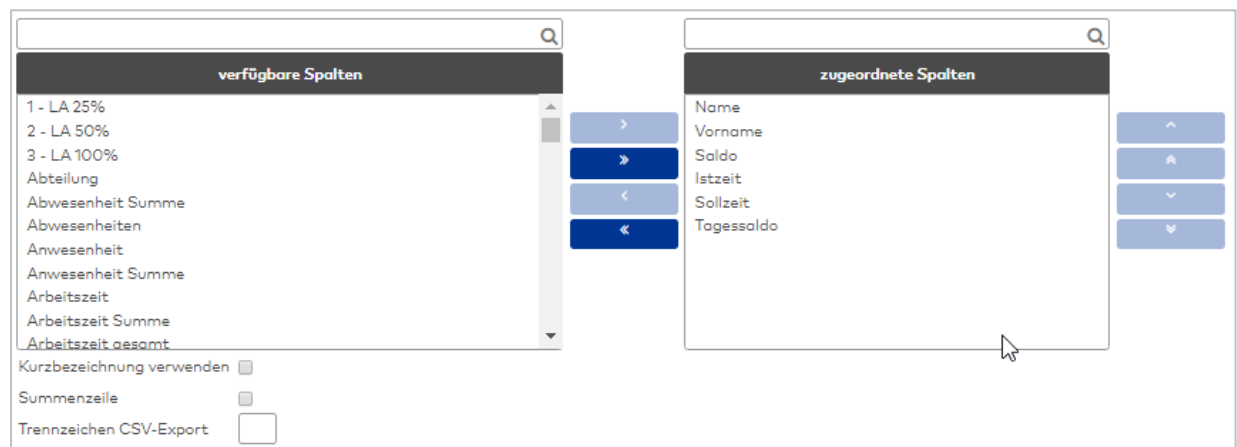 verfügbare Spalten
1 - LA 25%
2 - LA 50%
3 - LA 100%
Abteilung
Abwesenheit Summe
Abwesenheiten
Anwesenheit
Anwesenheit Summe
Arbeitszeit
Arbeitszeit Summe
Arbeitszeit gesamt
zugeordnete Spalten
Name
Vorname
Saldo
Istzeit
Sollzeit
Tagessaldo
Kurzbezeichnung verwenden
Summenzeile
Trennzeichen CSV-Export